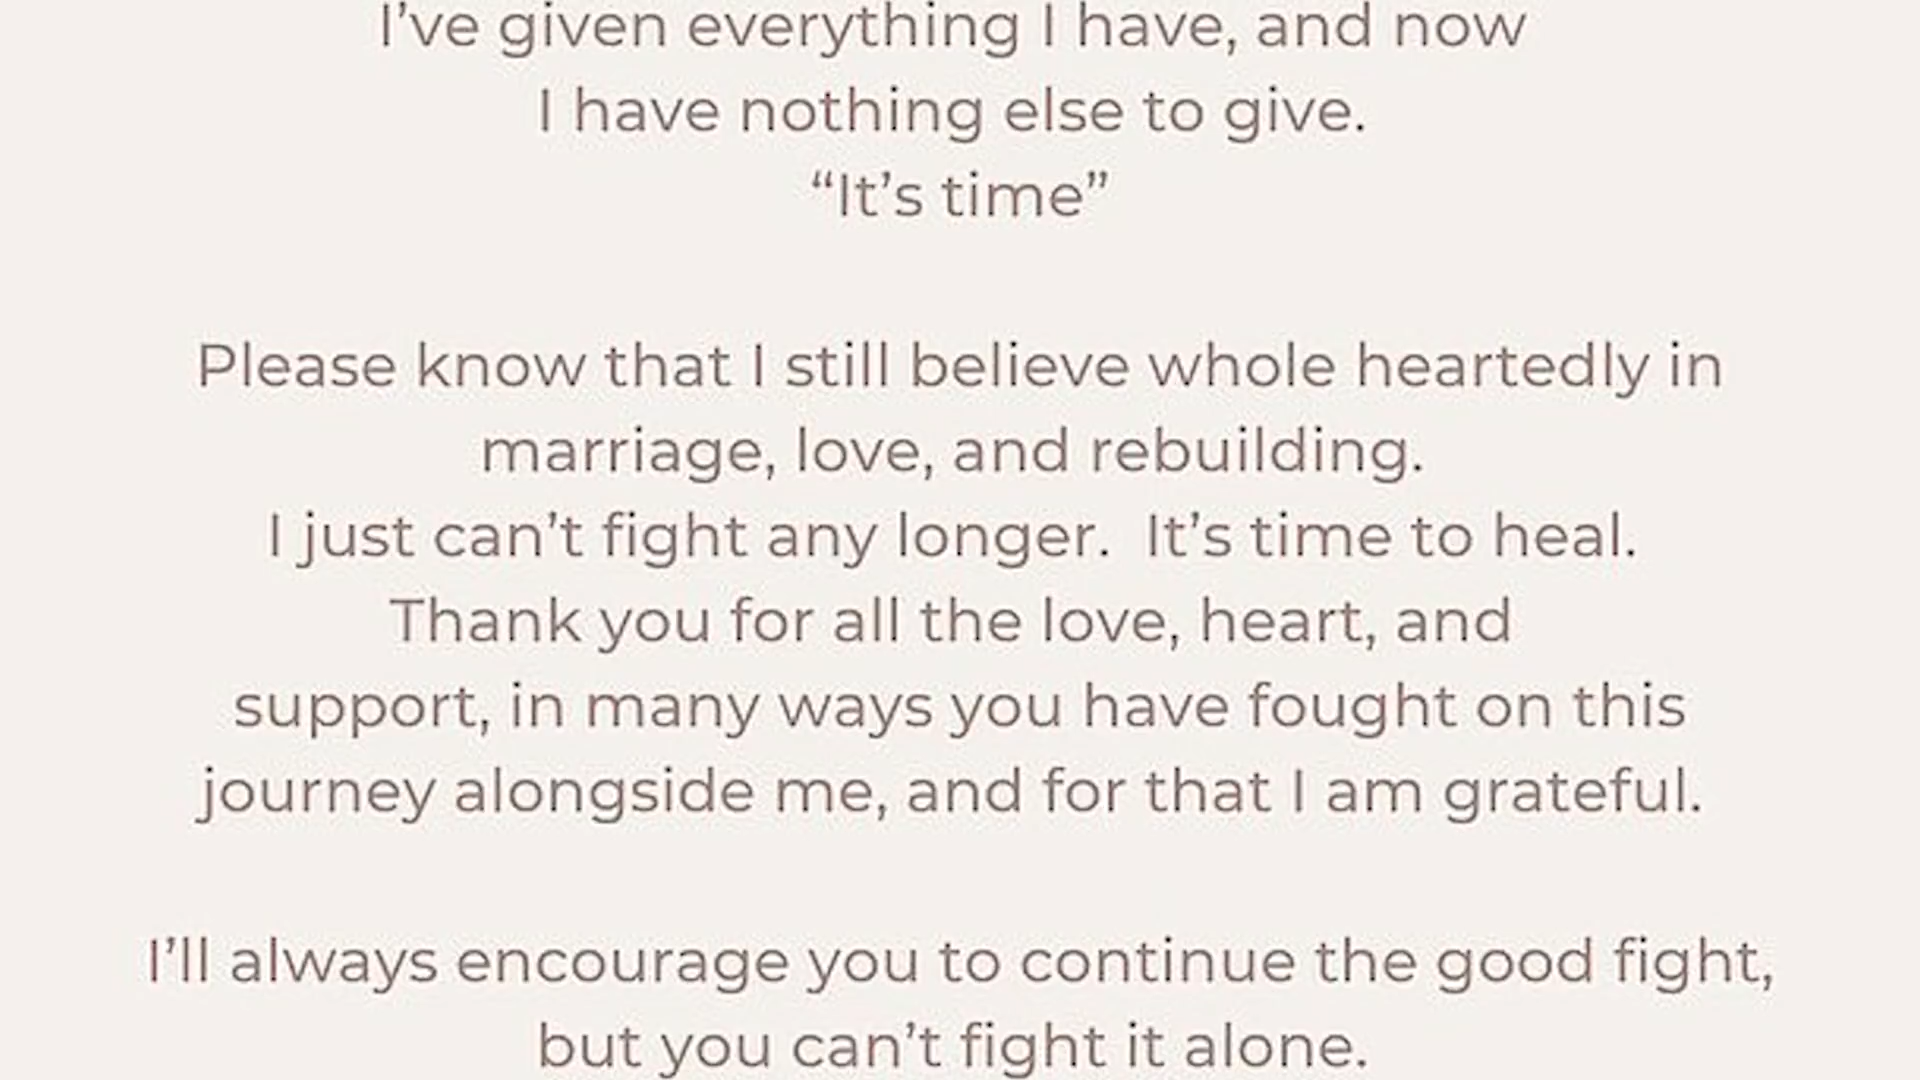 I’ve given everything I have, and now
I have nothing else to give.
“It’s time”
Please know that I still believe whole heartedly in
marriage, love, and rebuilding.
I just can’t fight any longer.  It’s time to heal.
Thank you for all the love, heart, and
support, in many ways you have fought on this
journey alongside me, and for that I am grateful.
I’ll always encourage you to continue the good fight,
but you can’t fight it alone.